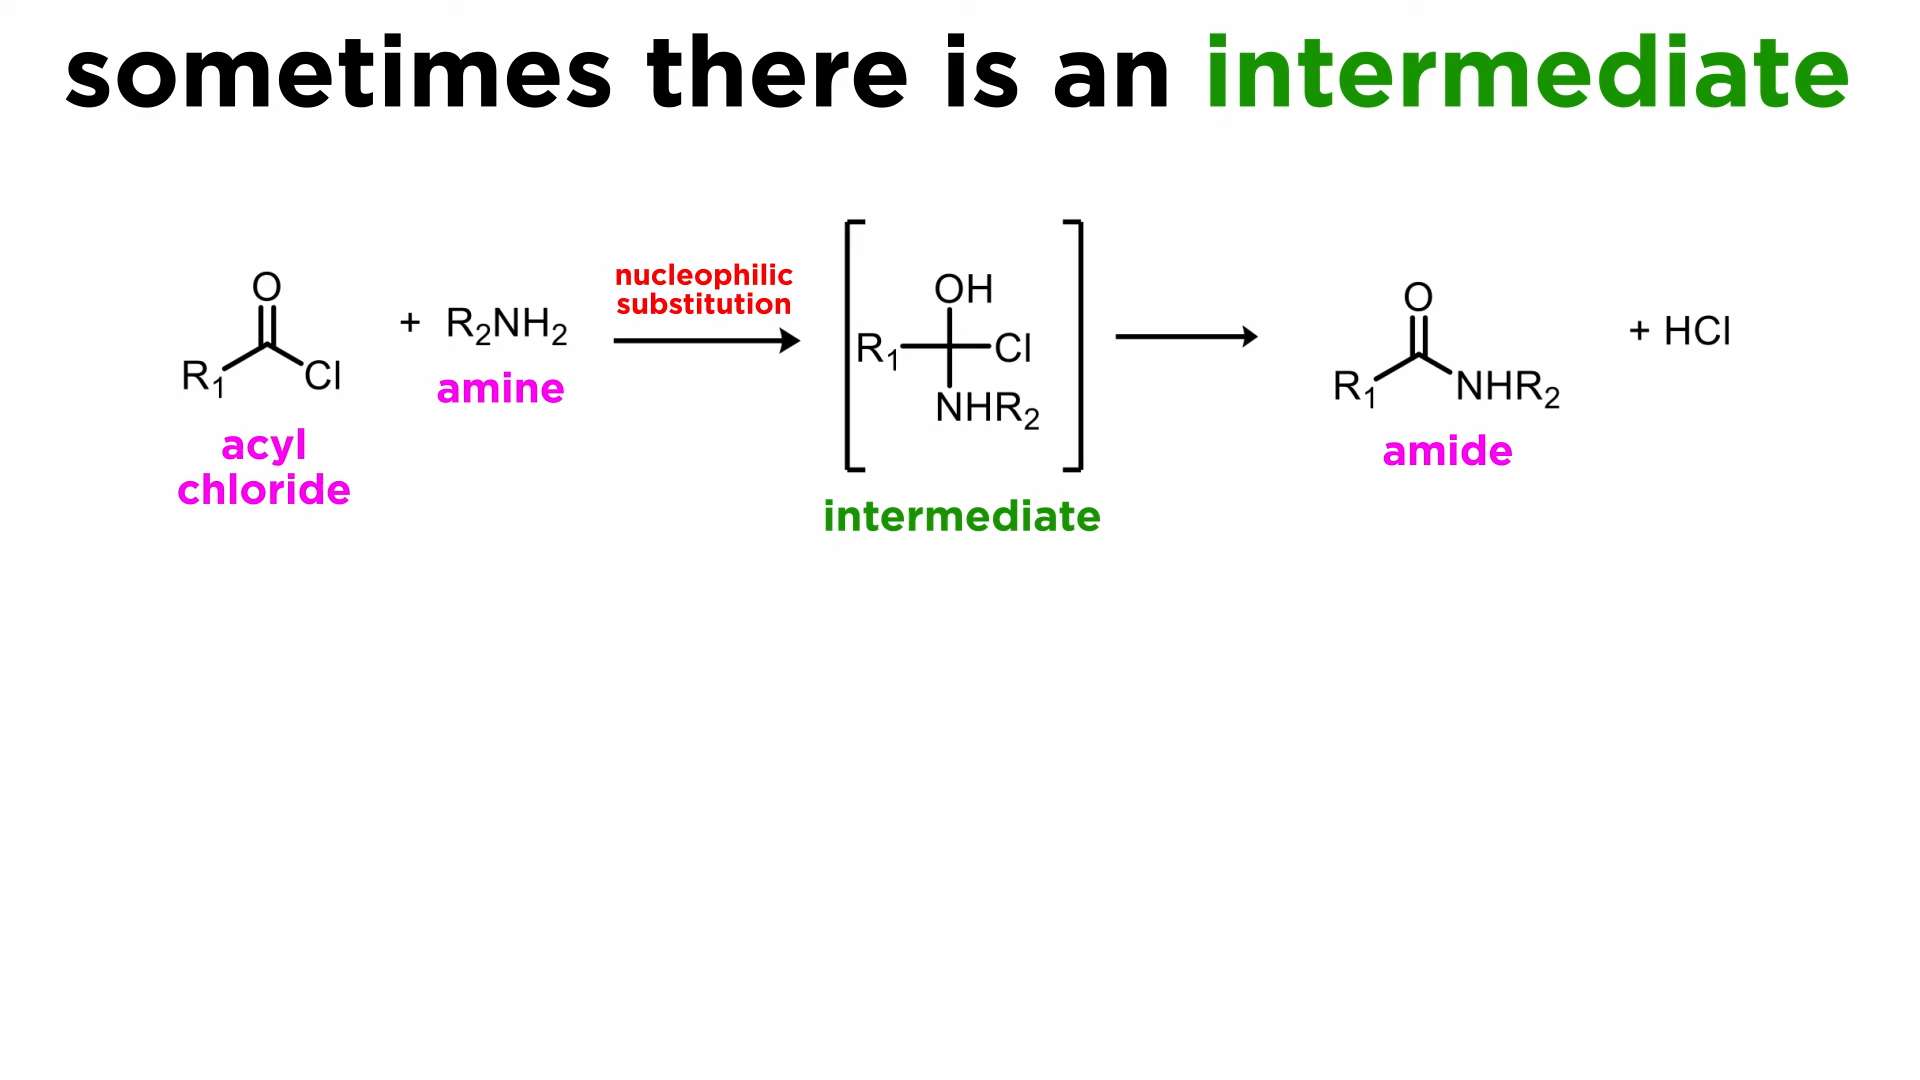 sometimes there is an intermediate
O
R₁
Cl
acyl
chloride
+ R₂NH₂
amine
nucleophilic
substitution
OH
R₁
Cl
NHR₂
intermediate
O
R₁
NHR₂
amide
+ HCl